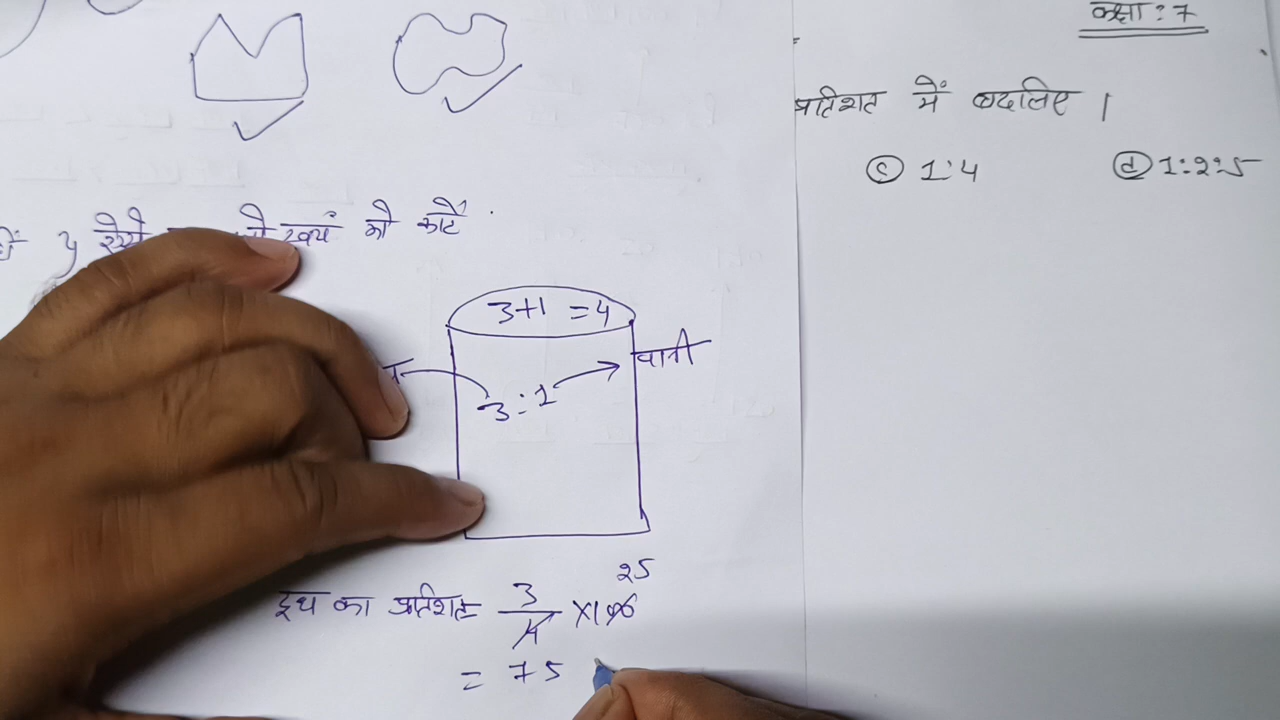 कक्षा : 7
प्रतिशत में बदलिए ।
ⓒ 1:4 ⓓ 1:2:5
स्वयं को काटे
3+1 = 4
पानी
3:1
25
दूध का प्रतिशत = 3/4 ×100
= 75